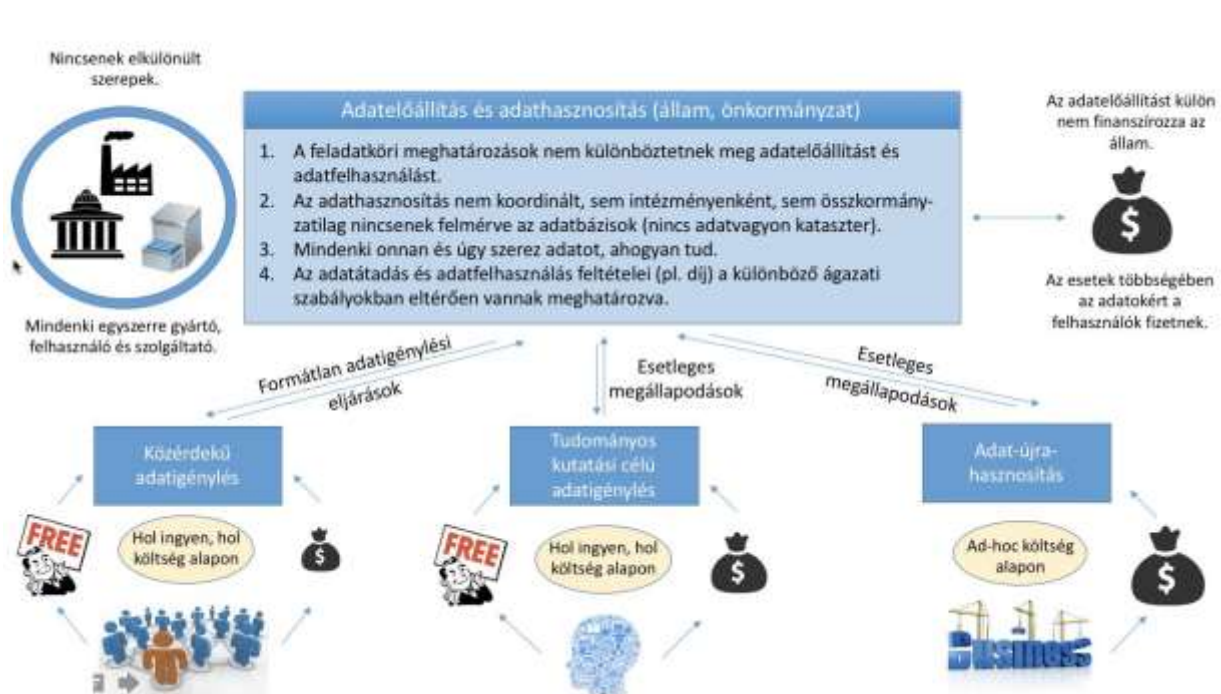 Nincsenek elkülönült
szerepek.
Mindenki egyszerre gyártó,
felhasználó és szolgáltató.
Adatelőállítás és adathasznosítás (állam, önkormányzat)
1. A feladatköri meghatározások nem különböztetnek meg adatelőállítást és
adatfelhasználást.
2. Az adathasznosítás nem koordinált, sem intézményenként, sem összkormány-
zatilag nincsenek felmérve az adatbázisok (nincs adatvagyon kataszter).
3. Mindenki onnan és úgy szerez adatot, ahogyan tud.
4. Az adatátadás és adatfelhasználás feltételei (pl. díj) a különböző ágazati
szabályokban eltérően vannak meghatározva.
Az adatelőállítást külön
nem finanszírozza az
állam.
$
Az esetek többségében
az adatokért a
felhasználók fizetnek.
Formátlan adatigénylési
eljárások
Esetleges
megállapodások
Esetleges
megállapodások
Közérdekű
adatigénylés
FREE
Hol ingyen, hol
költség alapon
$
Tudományos
kutatási célú
adatigénylés
FREE
Hol ingyen, hol
költség alapon
$
Adat-újra-
hasznosítás
Ad-hoc költség
alapon
$
Business